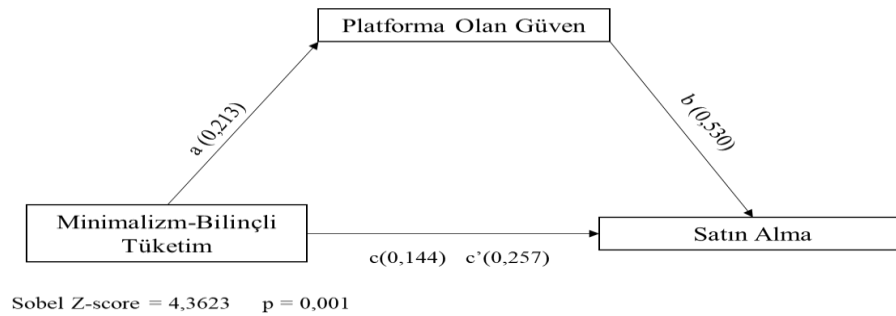 Platforma Olan Güven
a (0,213)
b (0,530)
Minimalizm-Bilinçli
Tüketim
Satın Alma
c(0,144) c’(0,257)
Sobel Z-score = 4,3623 p = 0,001